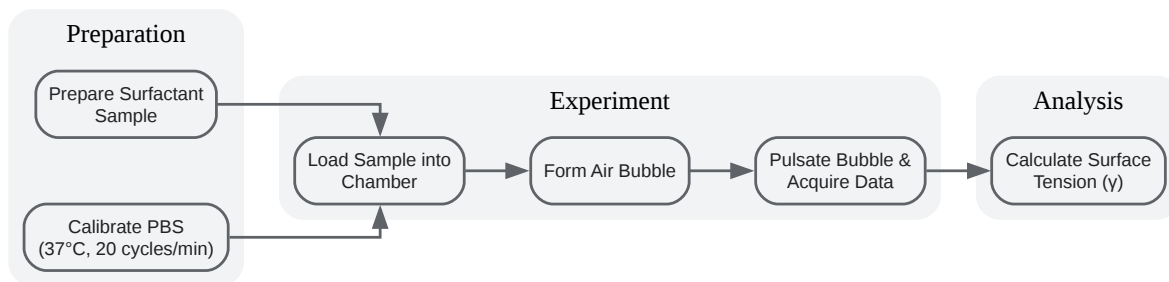 Preparation
Prepare Surfactant
Sample
Calibrate PBS
(37°C, 20 cycles/min)
Experiment
Load Sample into
Chamber
Form Air Bubble
Pulsate Bubble &
Acquire Data
Analysis
Calculate Surface
Tension (γ)